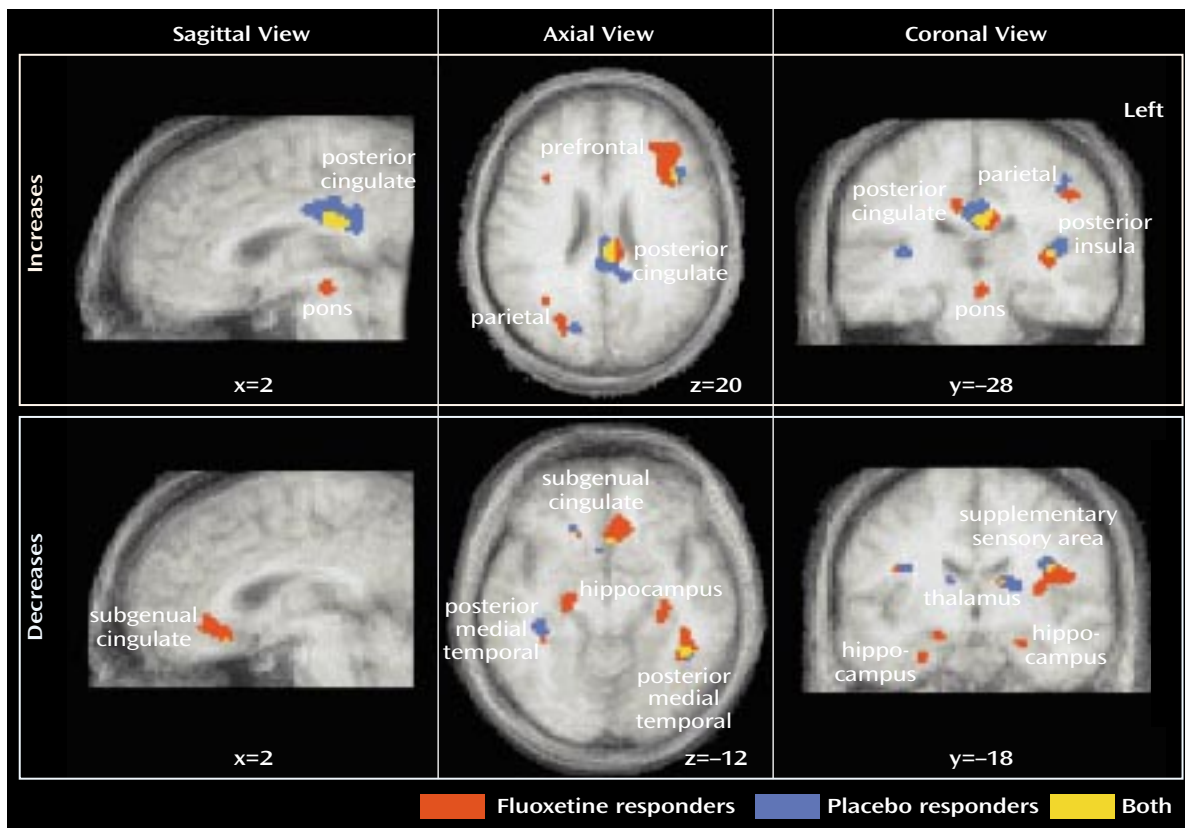 Sagittal View
Axial View
Coronal View
Increases
posterior
cingulate
pons
x=2
prefrontal
posterior
cingulate
parietal
z=20
Left
parietal
posterior
cingulate
posterior
insula
pons
y=–28
Decreases
subgenual
cingulate
x=2
subgenual
cingulate
hippocampus
posterior
medial
temporal
posterior
medial
temporal
z=–12
supplementary
sensory area
thalamus
hippo-
campus
hippo-
campus
y=–18
Fluoxetine responders
Placebo responders
Both